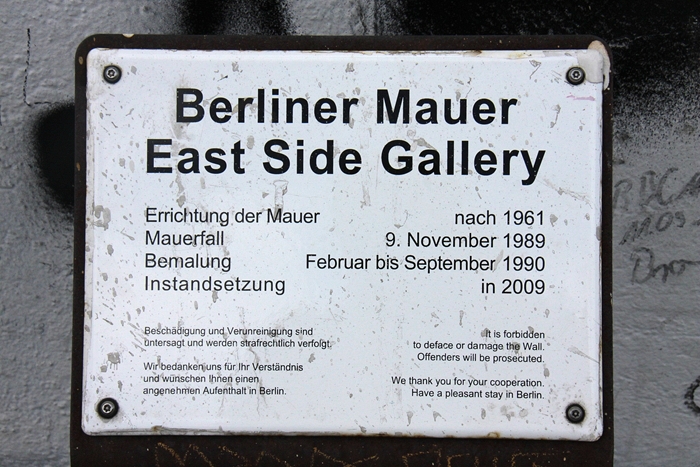 Berliner Mauer
East Side Gallery
Errichtung der Mauer nach 1961
Mauerfall 9. November 1989
Bemalung Februar bis September 1990
Instandsetzung in 2009
Beschädigung und Verunreinigung sind
untersagt und werden strafrechtlich verfolgt.
Wir bedanken uns für Ihr Verständnis
und wünschen Ihnen einen
angenehmen Aufenthalt in Berlin.
It is forbidden
to deface or damage the Wall.
Offenders will be prosecuted.
We thank you for your cooperation.
Have a pleasant stay in Berlin.